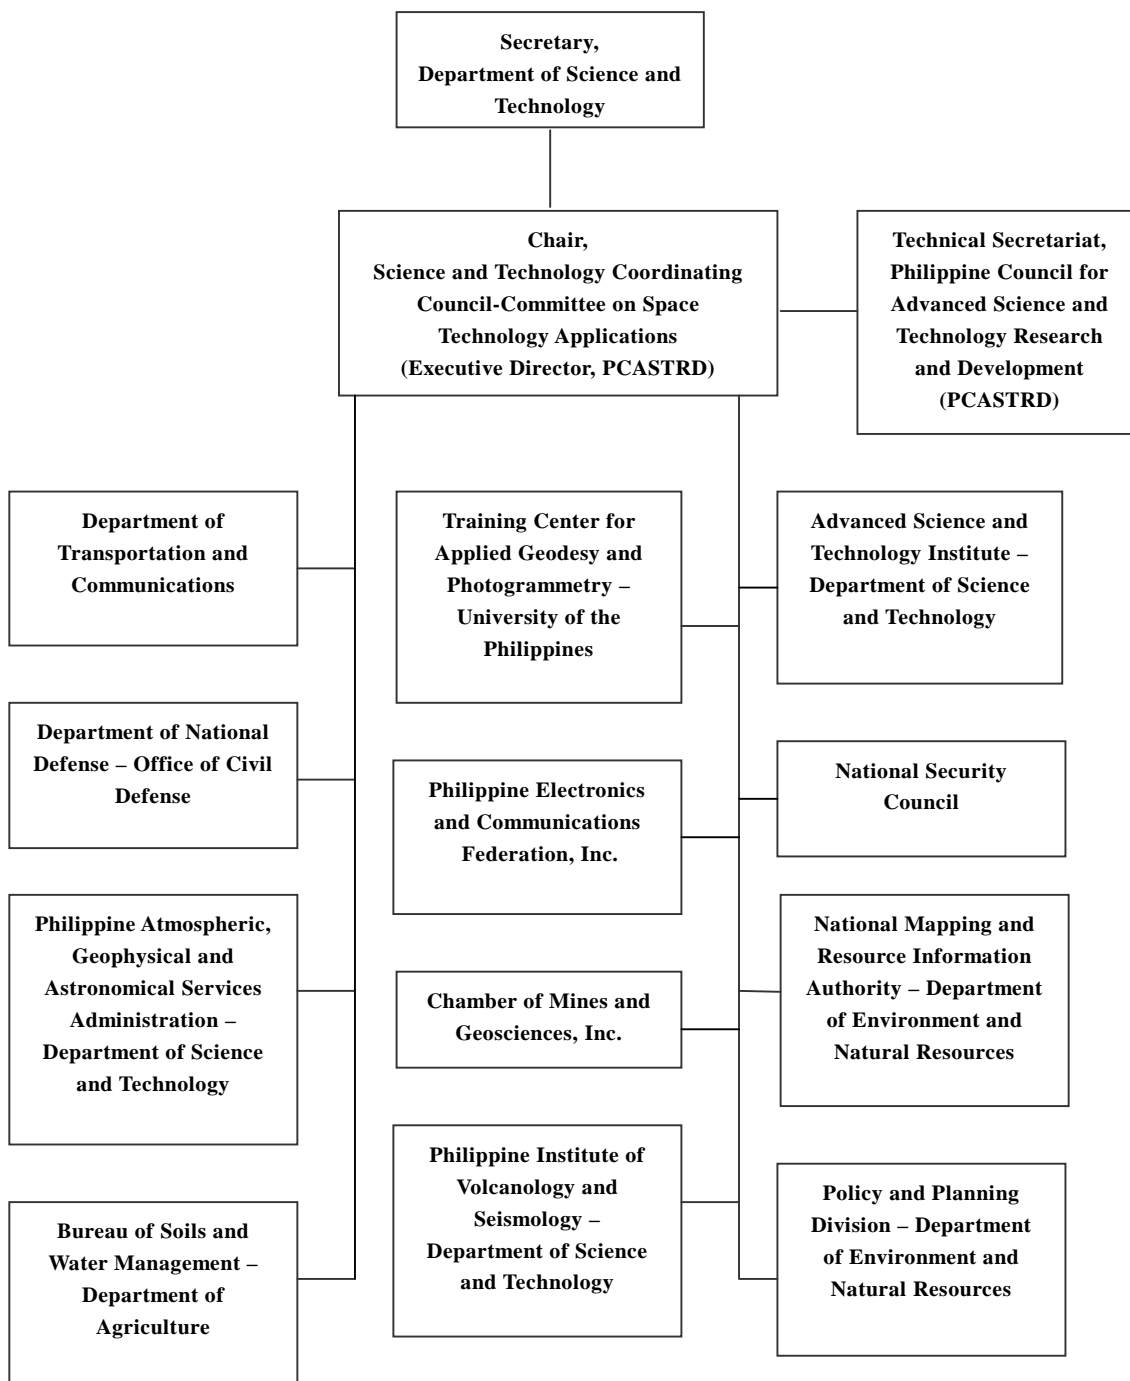 Secretary,
Department of Science and
Technology
Chair,
Science and Technology Coordinating
Council-Committee on Space
Technology Applications
(Executive Director, PCASTRD)
Technical Secretariat,
Philippine Council for
Advanced Science and
Technology Research
and Development
(PCASTRD)
Department of
Transportation and
Communications
Training Center for
Applied Geodesy and
Photogrammetry –
University of the
Philippines
Advanced Science and
Technology Institute –
Department of Science
and Technology
Department of National
Defense – Office of Civil
Defense
Philippine Electronics
and Communications
Federation, Inc.
National Security
Council
Philippine Atmospheric,
Geophysical and
Astronomical Services
Administration –
Department of Science
and Technology
Chamber of Mines and
Geosciences, Inc.
National Mapping and
Resource Information
Authority – Department
of Environment and
Natural Resources
Bureau of Soils and
Water Management –
Department of
Agriculture
Philippine Institute of
Volcanology and
Seismology –
Department of Science
and Technology
Policy and Planning
Division – Department
of Environment and
Natural Resources